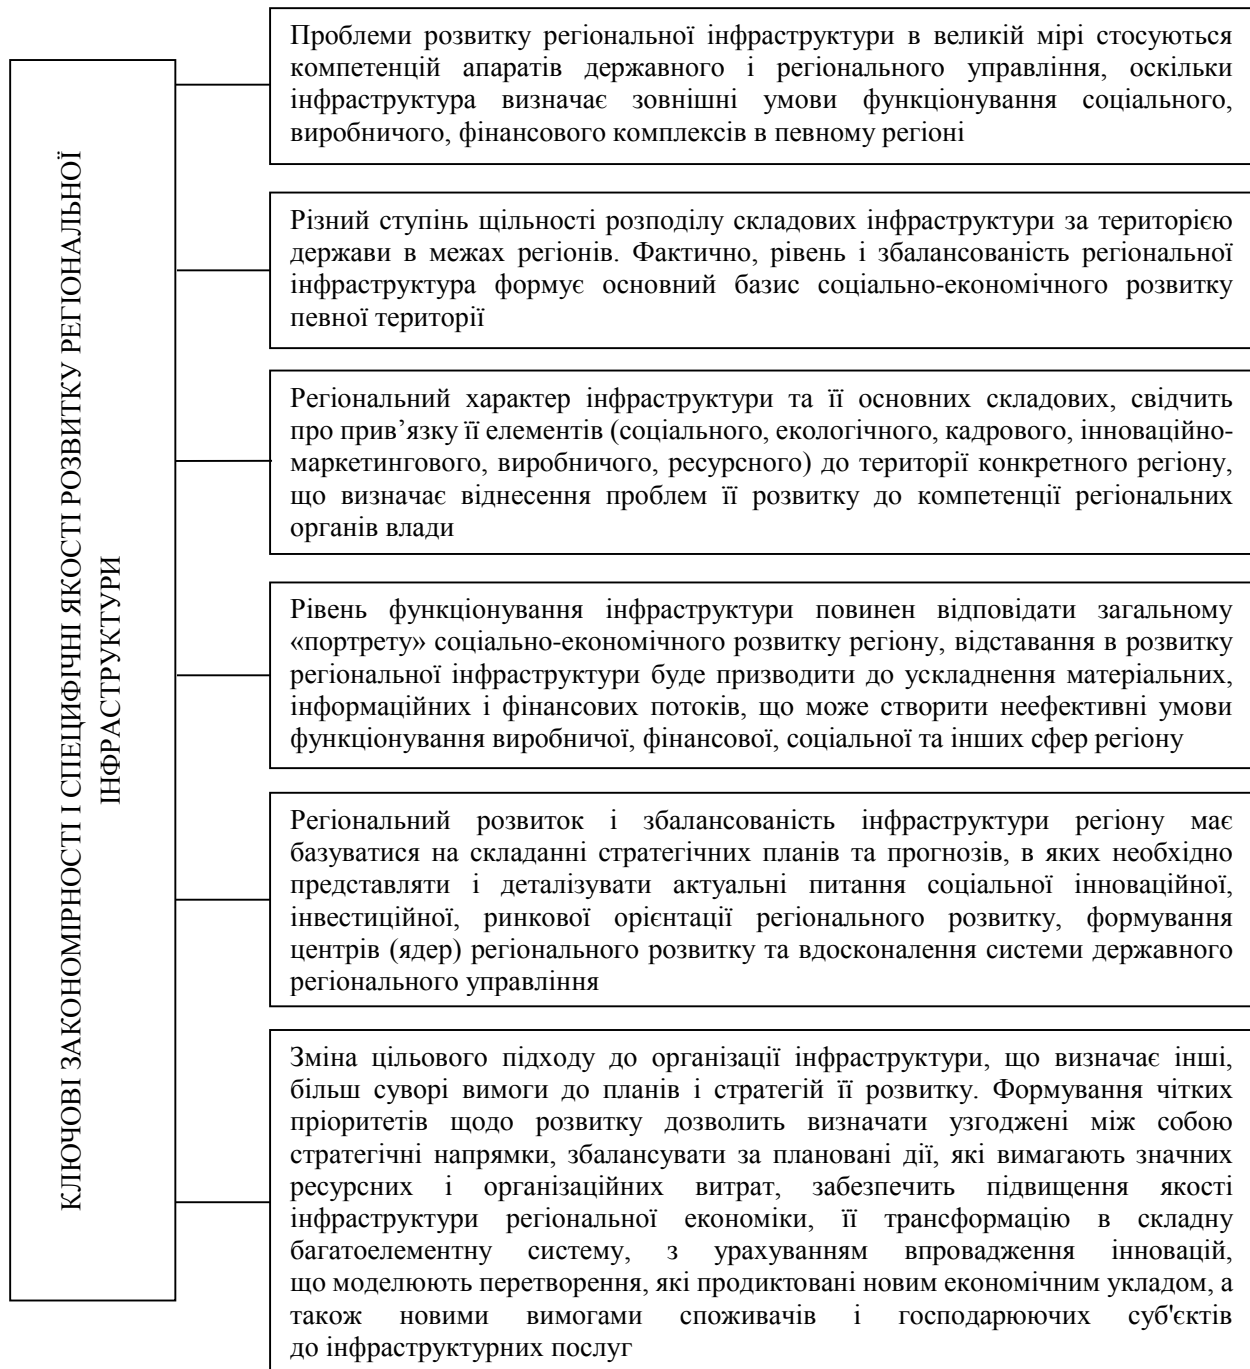 КЛЮЧОВІ ЗАКОНОМІРНОСТІ І СПЕЦИФІЧНІ ЯКОСТІ РОЗВИТКУ РЕГІОНАЛЬНОЇ
ІНФРАСТРУКТУРИ
Проблеми розвитку регіональної інфраструктури в великій мірі стосуються
компетенцій апаратів державного і регіонального управління, оскільки
інфраструктура визначає зовнішні умови функціонування соціального,
виробничого, фінансового комплексів в певному регіоні
Різний ступінь щільності розподілу складових інфраструктури за територією
держави в межах регіонів. Фактично, рівень і збалансованість регіональної
інфраструктура формує основний базис соціально-економічного розвитку
певної території
Регіональний характер інфраструктури та її основних складових, свідчить
про прив’язку її елементів (соціального, екологічного, кадрового, інноваційно-
маркетингового, виробничого, ресурсного) до території конкретного регіону,
що визначає віднесення проблем її розвитку до компетенції регіональних
органів влади
Рівень функціонування інфраструктури повинен відповідати загальному
«портрету» соціально-економічного розвитку регіону, відставання в розвитку
регіональної інфраструктури буде призводити до ускладнення матеріальних,
інформаційних і фінансових потоків, що може створити неефективні умови
функціонування виробничої, фінансової, соціальної та інших сфер регіону
Регіональний розвиток і збалансованість інфраструктури регіону має
базуватися на складанні стратегічних планів та прогнозів, в яких необхідно
представляти і деталізувати актуальні питання соціальної інноваційної,
інвестиційної, ринкової орієнтації регіонального розвитку, формування
центрів (ядер) регіонального розвитку та вдосконалення системи державного
регіонального управління
Зміна цільового підходу до організації інфраструктури, що визначає інші,
більш суворі вимоги до планів і стратегій її розвитку. Формування чітких
пріоритетів щодо розвитку дозволить визначати узгоджені між собою
стратегічні напрямки, збалансувати за плановані дії, які вимагають значних
ресурсних і організаційних витрат, забезпечить підвищення якості
інфраструктури регіональної економіки, її трансформацію в складну
багатоелементну систему, з урахуванням впровадження інновацій,
що моделюють перетворення, які продиктовані новим економічним укладом, а
також новими вимогами споживачів і господарюючих суб'єктів
до інфраструктурних послуг